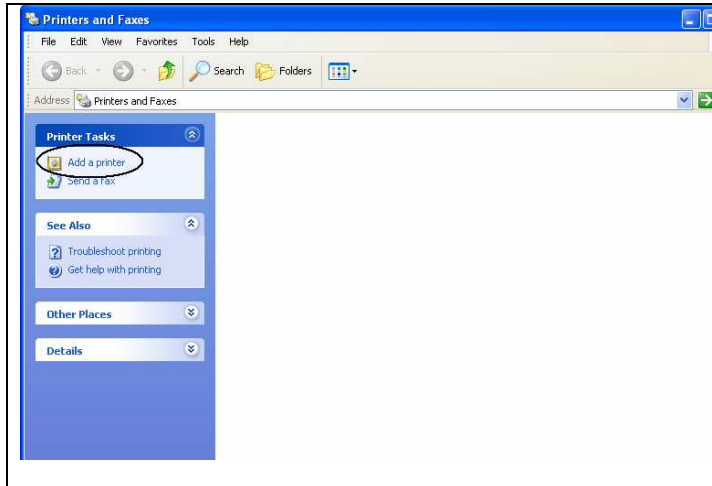 Printers and Faxes
File Edit View Favorites Tools Help
Back Search Folders
Address Printers and Faxes
Printer Tasks
Add a printer
Send a fax
See Also
Troubleshoot printing
Get help with printing
Other Places
Details